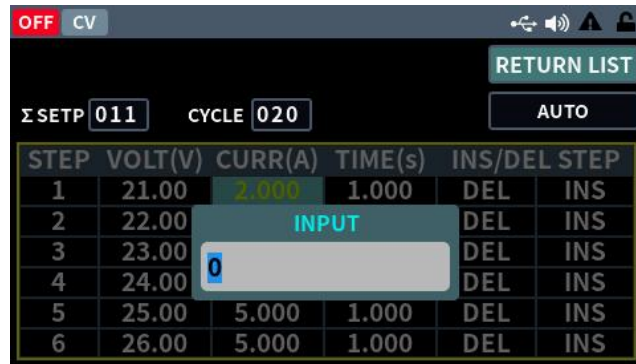 OFF CV
RETURN LIST
Σ SETP 011 CYCLE 020 AUTO
STEP VOLT(V) CURR(A) TIME(s) INS/DEL STEP
1 21.00 2.000 1.000 DEL INS
2 22.00 DEL INS
INPUT
3 23.00 DEL INS
0
4 24.00 DEL INS
5 25.00 5.000 1.000 DEL INS
6 26.00 5.000 1.000 DEL INS